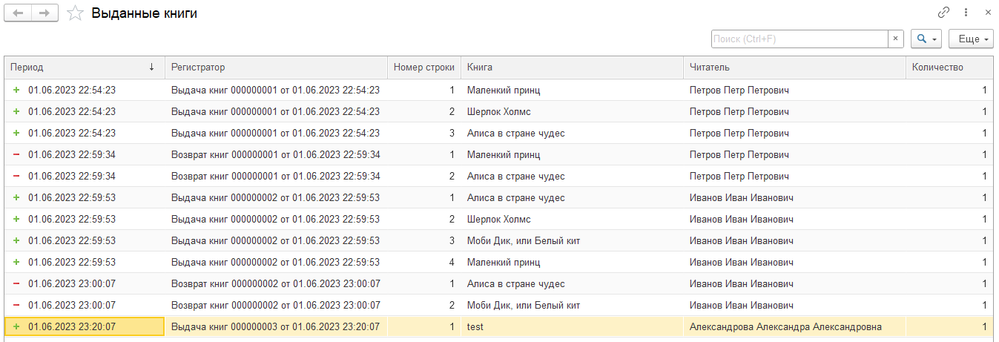 Выданные книги
Поиск (Ctrl+F) × Еще
Период ↓ Регистратор Номер строки Книга Читатель Количество
+ 01.06.2023 22:54:23 Выдача книг 000000001 от 01.06.2023 22:54:23 1 Маленкий принц Петров Петр Петрович 1
+ 01.06.2023 22:54:23 Выдача книг 000000001 от 01.06.2023 22:54:23 2 Шерлок Холмс Петров Петр Петрович 1
+ 01.06.2023 22:54:23 Выдача книг 000000001 от 01.06.2023 22:54:23 3 Алиса в стране чудес Петров Петр Петрович 1
− 01.06.2023 22:59:34 Возврат книг 000000001 от 01.06.2023 22:59:34 1 Маленкий принц Петров Петр Петрович 1
− 01.06.2023 22:59:34 Возврат книг 000000001 от 01.06.2023 22:59:34 2 Алиса в стране чудес Петров Петр Петрович 1
+ 01.06.2023 22:59:53 Выдача книг 000000002 от 01.06.2023 22:59:53 1 Алиса в стране чудес Иванов Иван Иванович 1
+ 01.06.2023 22:59:53 Выдача книг 000000002 от 01.06.2023 22:59:53 2 Шерлок Холмс Иванов Иван Иванович 1
+ 01.06.2023 22:59:53 Выдача книг 000000002 от 01.06.2023 22:59:53 3 Моби Дик, или Белый кит Иванов Иван Иванович 1
+ 01.06.2023 22:59:53 Выдача книг 000000002 от 01.06.2023 22:59:53 4 Маленкий принц Иванов Иван Иванович 1
− 01.06.2023 23:00:07 Возврат книг 000000002 от 01.06.2023 23:00:07 1 Алиса в стране чудес Иванов Иван Иванович 1
− 01.06.2023 23:00:07 Возврат книг 000000002 от 01.06.2023 23:00:07 2 Моби Дик, или Белый кит Иванов Иван Иванович 1
+ 01.06.2023 23:20:07 Выдача книг 000000003 от 01.06.2023 23:20:07 1 test Александрова Александра Александровна 1